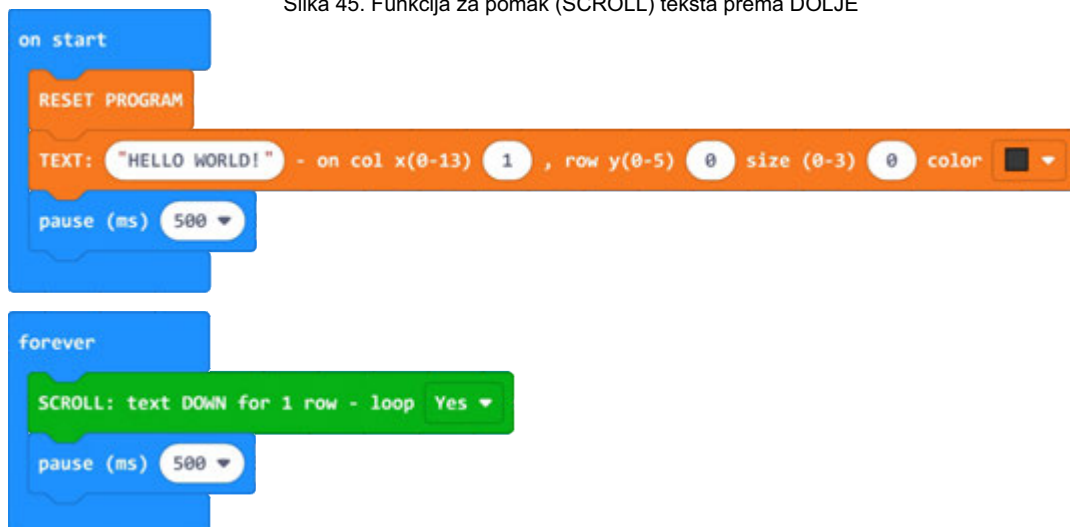 Slika 45. Funkcija za pomak (SCROLL) teksta prema DOLJE
on start
RESET PROGRAM
TEXT: "HELLO WORLD!" - on col x(0-13) 1 , row y(0-5) 0 size (0-3) 0 color
pause (ms) 500
forever
SCROLL: text DOWN for 1 row - loop Yes
pause (ms) 500